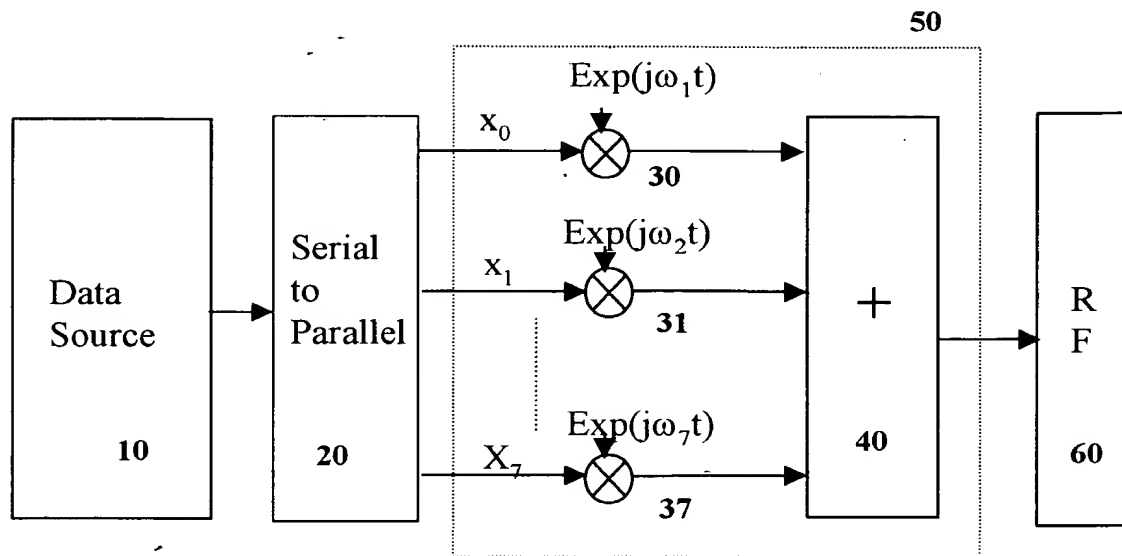 50
Exp(jω₁t)
x₀
30
Exp(jω₂t)
x₁
31
Data
Source
10
Serial
to
Parallel
20
Exp(jω₇t)
X₇
37
+
40
R
F
60